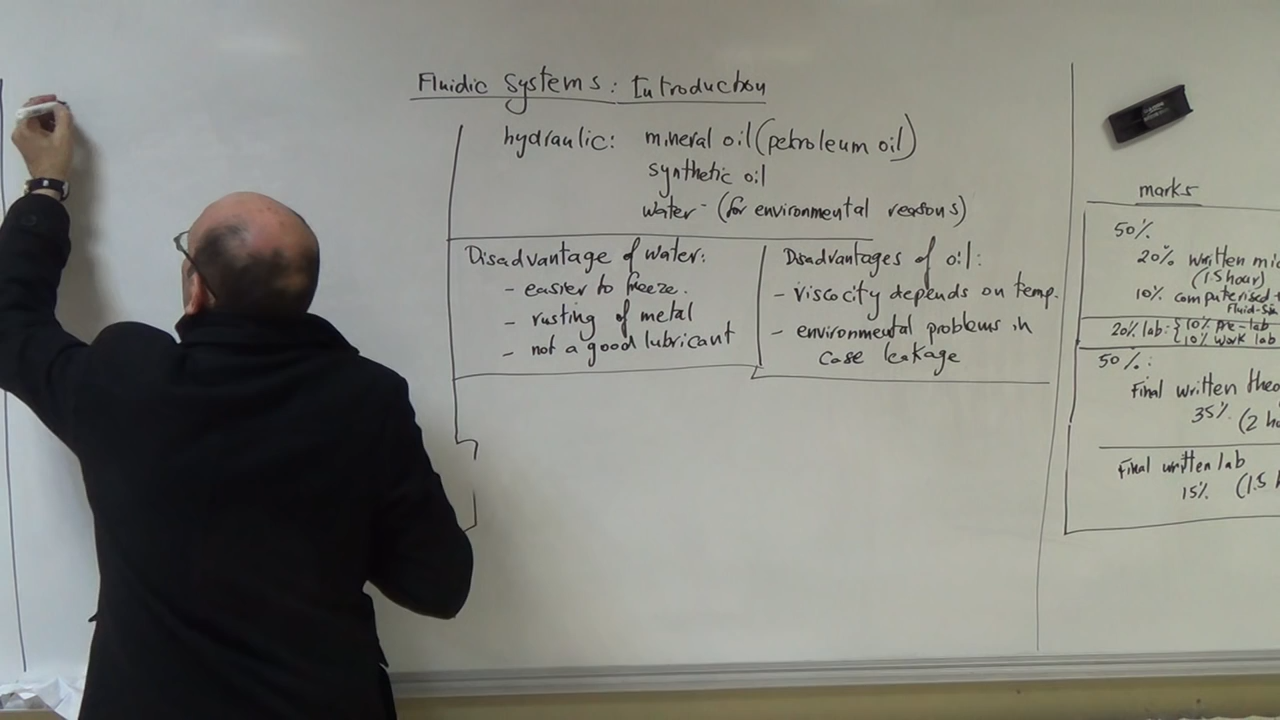 Fluidic Systems: Introduction
hydraulic: mineral oil (petroleum oil)
synthetic oil
water - (for environmental reasons)
Disadvantage of water:
- easier to freeze.
- rusting of metal
- not a good lubricant
Disadvantages of oil:
- viscocity depends on temp.
- environmental problems in
case leakage
marks
50%
20% written mi
(1.5 hour)
10% computerised
Fluid-Sim
20% lab: { 10% pre-lab
10% work lab
50%:
Final written theo
35% (2 h
Final written lab
15% (1.5 h